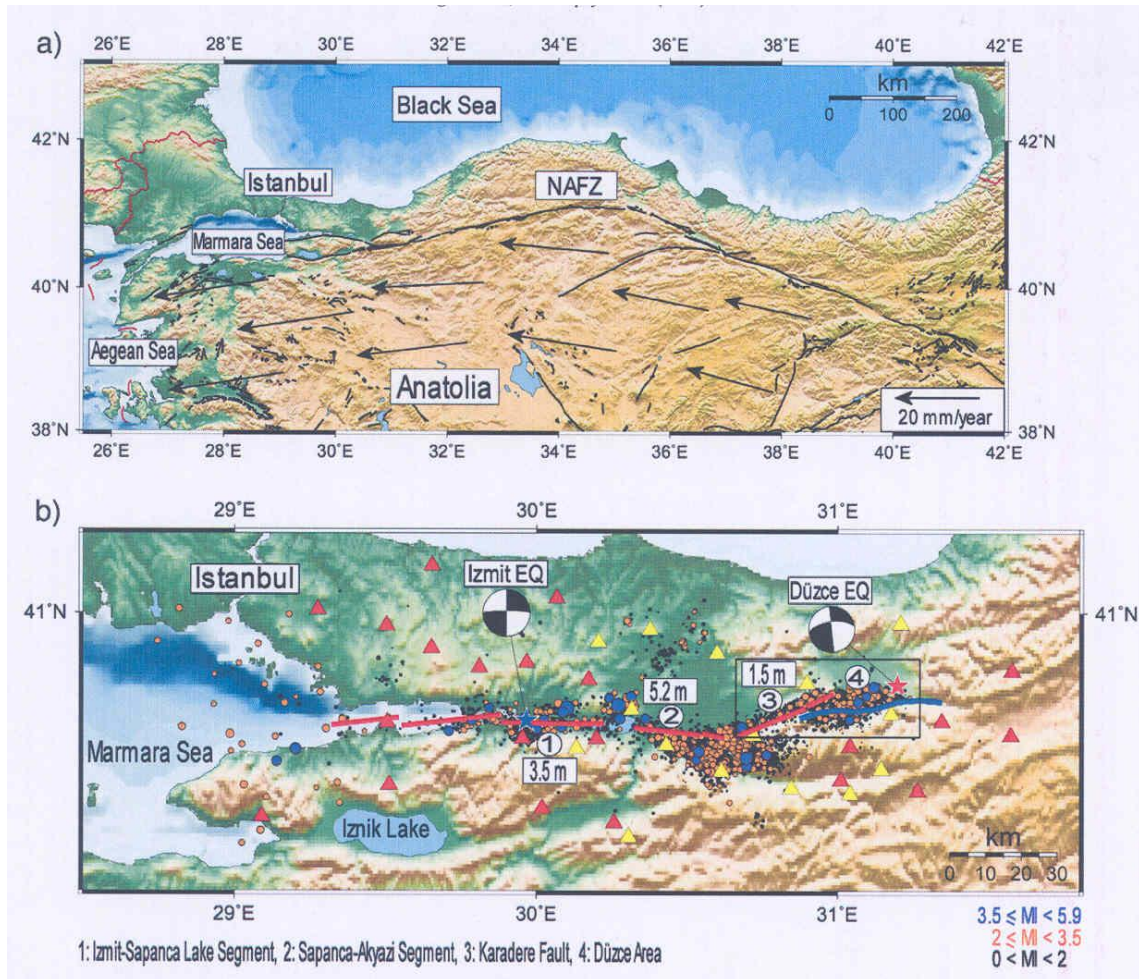 a)
26°E 28°E 30°E 32°E 34°E 36°E 38°E 40°E 42°E
km
0 100 200
Black Sea
42°N 42°N
Istanbul
NAFZ
Marmara Sea
40°N 40°N
Aegean Sea
Anatolia
20 mm/year
38°N 38°N
26°E 28°E 30°E 32°E 34°E 36°E 38°E 40°E 42°E
b)
29°E 30°E 31°E
Istanbul
Izmit EQ
Düzce EQ
41°N 41°N
1.5 m
4
5.2 m
3
2
Marmara Sea
1
3.5 m
Iznik Lake
km
0 10 20 30
29°E 30°E 31°E
3.5 ≤ Ml < 5.9
2 ≤ Ml < 3.5
0 < Ml < 2
1: Izmit-Sapanca Lake Segment, 2: Sapanca-Akyazi Segment, 3: Karadere Fault, 4: Düzce Area